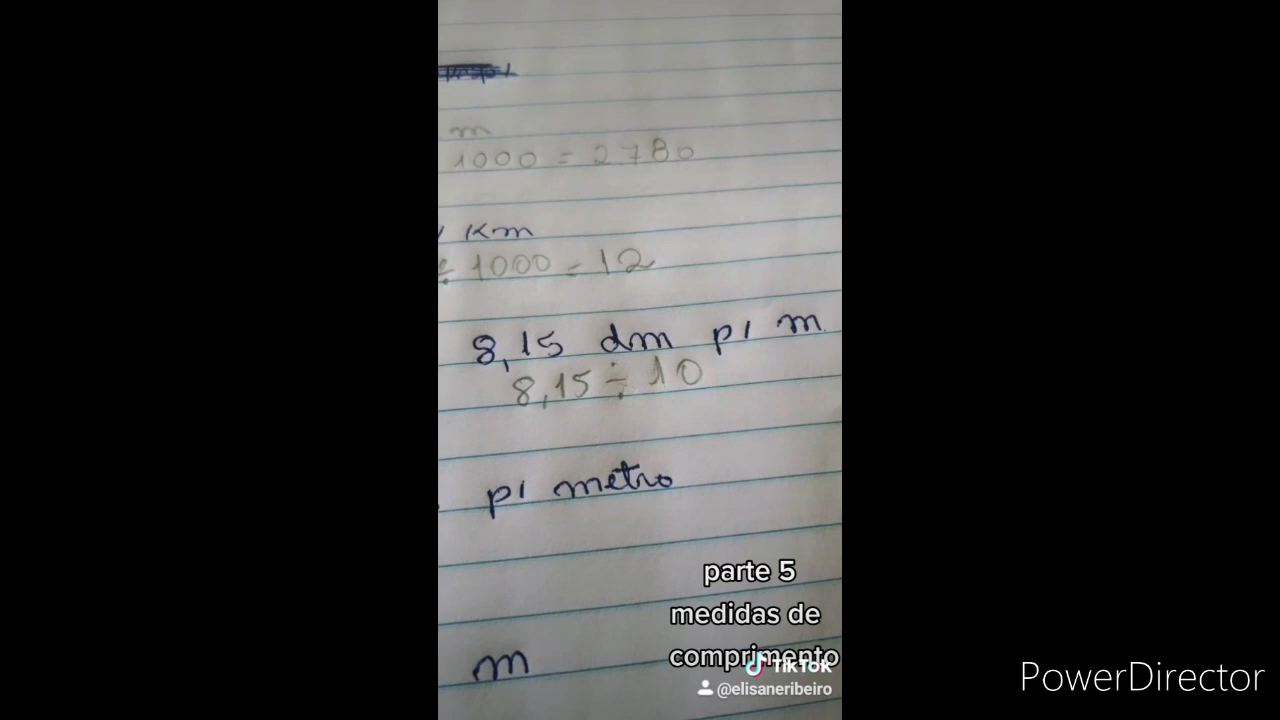 m
1000 = 2780
Km
÷ 1000 = 12
8,15 dm p/ m
8,15 ÷ 10
p/ metro
m
parte 5
medidas de
comprimento
TikTok
@elisaneribeiro
PowerDirector